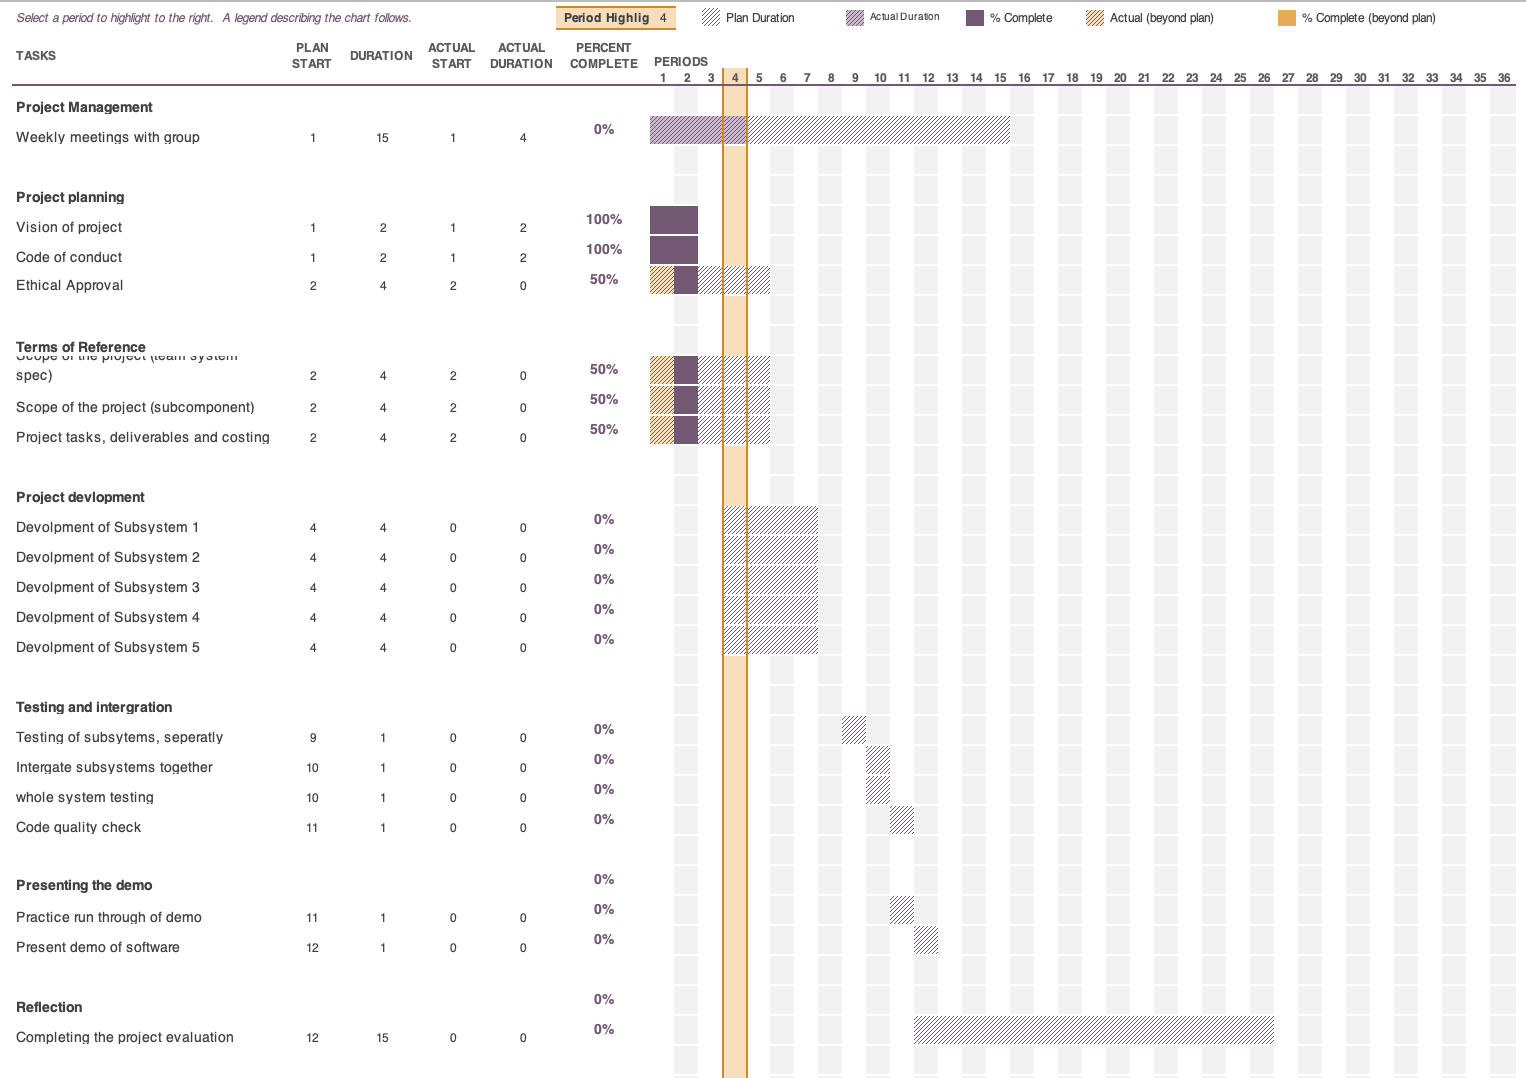 Select a period to highlight to the right. A legend describing the chart follows.
Period Highlig 4
Plan Duration
Actual Duration
% Complete
Actual (beyond plan)
% Complete (beyond plan)
TASKS
PLAN START
DURATION
ACTUAL START
ACTUAL DURATION
PERCENT COMPLETE
PERIODS
1 2 3 4 5 6 7 8 9 10 11 12 13 14 15 16 17 18 19 20 21 22 23 24 25 26 27 28 29 30 31 32 33 34 35 36
Project Management
Weekly meetings with group 1 15 1 4 0%
Project planning
Vision of project 1 2 1 2 100%
Code of conduct 1 2 1 2 100%
Ethical Approval 2 4 2 0 50%
Terms of Reference
Scope of the project (team system
spec) 2 4 2 0 50%
Scope of the project (subcomponent) 2 4 2 0 50%
Project tasks, deliverables and costing 2 4 2 0 50%
Project devlopment
Devolpment of Subsystem 1 4 4 0 0 0%
Devolpment of Subsystem 2 4 4 0 0 0%
Devolpment of Subsystem 3 4 4 0 0 0%
Devolpment of Subsystem 4 4 4 0 0 0%
Devolpment of Subsystem 5 4 4 0 0 0%
Testing and intergration
Testing of subsytems, seperatly 9 1 0 0 0%
Intergate subsystems together 10 1 0 0 0%
whole system testing 10 1 0 0 0%
Code quality check 11 1 0 0 0%
Presenting the demo 0%
Practice run through of demo 11 1 0 0 0%
Present demo of software 12 1 0 0 0%
Reflection 0%
Completing the project evaluation 12 15 0 0 0%